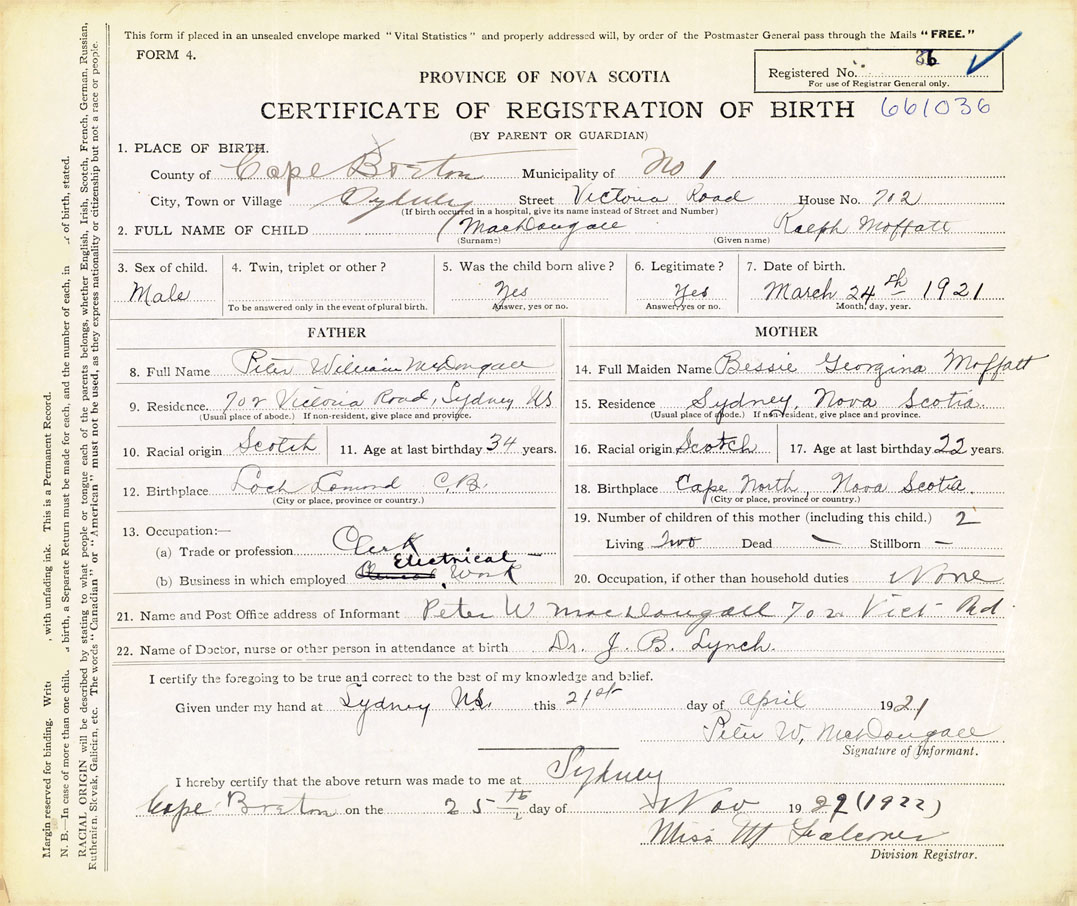 This form if placed in an unsealed envelope marked "Vital Statistics" and properly addressed will, by order of the Postmaster General pass through the Mails "FREE."
FORM 4.
Registered No.
For use of Registrar General only.
PROVINCE OF NOVA SCOTIA
CERTIFICATE OF REGISTRATION OF BIRTH 661036
(BY PARENT OR GUARDIAN)
1. PLACE OF BIRTH.
County of Cape Breton Municipality of No 1
City, Town or Village Sydney Street Victoria Road House No. 702
(If birth occurred in a hospital, give its name instead of Street and Number)
2. FULL NAME OF CHILD MacDougall Ralph Moffatt
(Surname) (Given name)
3. Sex of child. 4. Twin, triplet or other? 5. Was the child born alive? 6. Legitimate? 7. Date of birth.
Male Yes Yes March 24th 1921
To be answered only in the event of plural birth. Answer, yes or no. Answer, yes or no. Month, day, year.
FATHER
8. Full Name Peter William McDougall
9. Residence. 702 Victoria Road, Sydney NS
(Usual place of abode.) If non-resident, give place and province.
10. Racial origin Scotch 11. Age at last birthday 34 years.
12. Birthplace Loch Lomond C.B.
(City or place, province or country.)
13. Occupation:—
(a) Trade or profession Clerk
Electrical
(b) Business in which employed Work
MOTHER
14. Full Maiden Name Bessie Georgina Moffatt
15. Residence Sydney, Nova Scotia.
(Usual place of abode.) If non-resident, give place and province.
16. Racial origin Scotch 17. Age at last birthday 22 years.
18. Birthplace Cape North, Nova Scotia.
(City or place, province or country.)
19. Number of children of this mother (including this child.) 2
Living Two Dead — Stillborn —
20. Occupation, if other than household duties None
21. Name and Post Office address of Informant Peter W MacDougall 702 Vict- Rd.
22. Name of Doctor, nurse or other person in attendance at birth Dr. J. B. Lynch.
I certify the foregoing to be true and correct to the best of my knowledge and belief.
Given under my hand at Sydney N.S. this 21st day of April 1921
Peter W. McDougall
Signature of Informant.
I hereby certify that the above return was made to me at Sydney
Cape Breton on the 25th day of Nov 19 (1922)
Miss M Falconer
Division Registrar.
Margin reserved for binding. with unfading ink. This is a Permanent Record.
N. B.—In case of more than one birth, a Separate Return must be made for each, and the number of each, in of birth, stated.
RACIAL ORIGIN will be described by stating to what people or tongue each of the parents belongs, whether English, Irish, Scotch, French, German, Russian,
Ruthenian, Slovak, Galician, etc. The words "Canadian" or "American" must not be used, as they express nationality or citizenship but not a race or people.